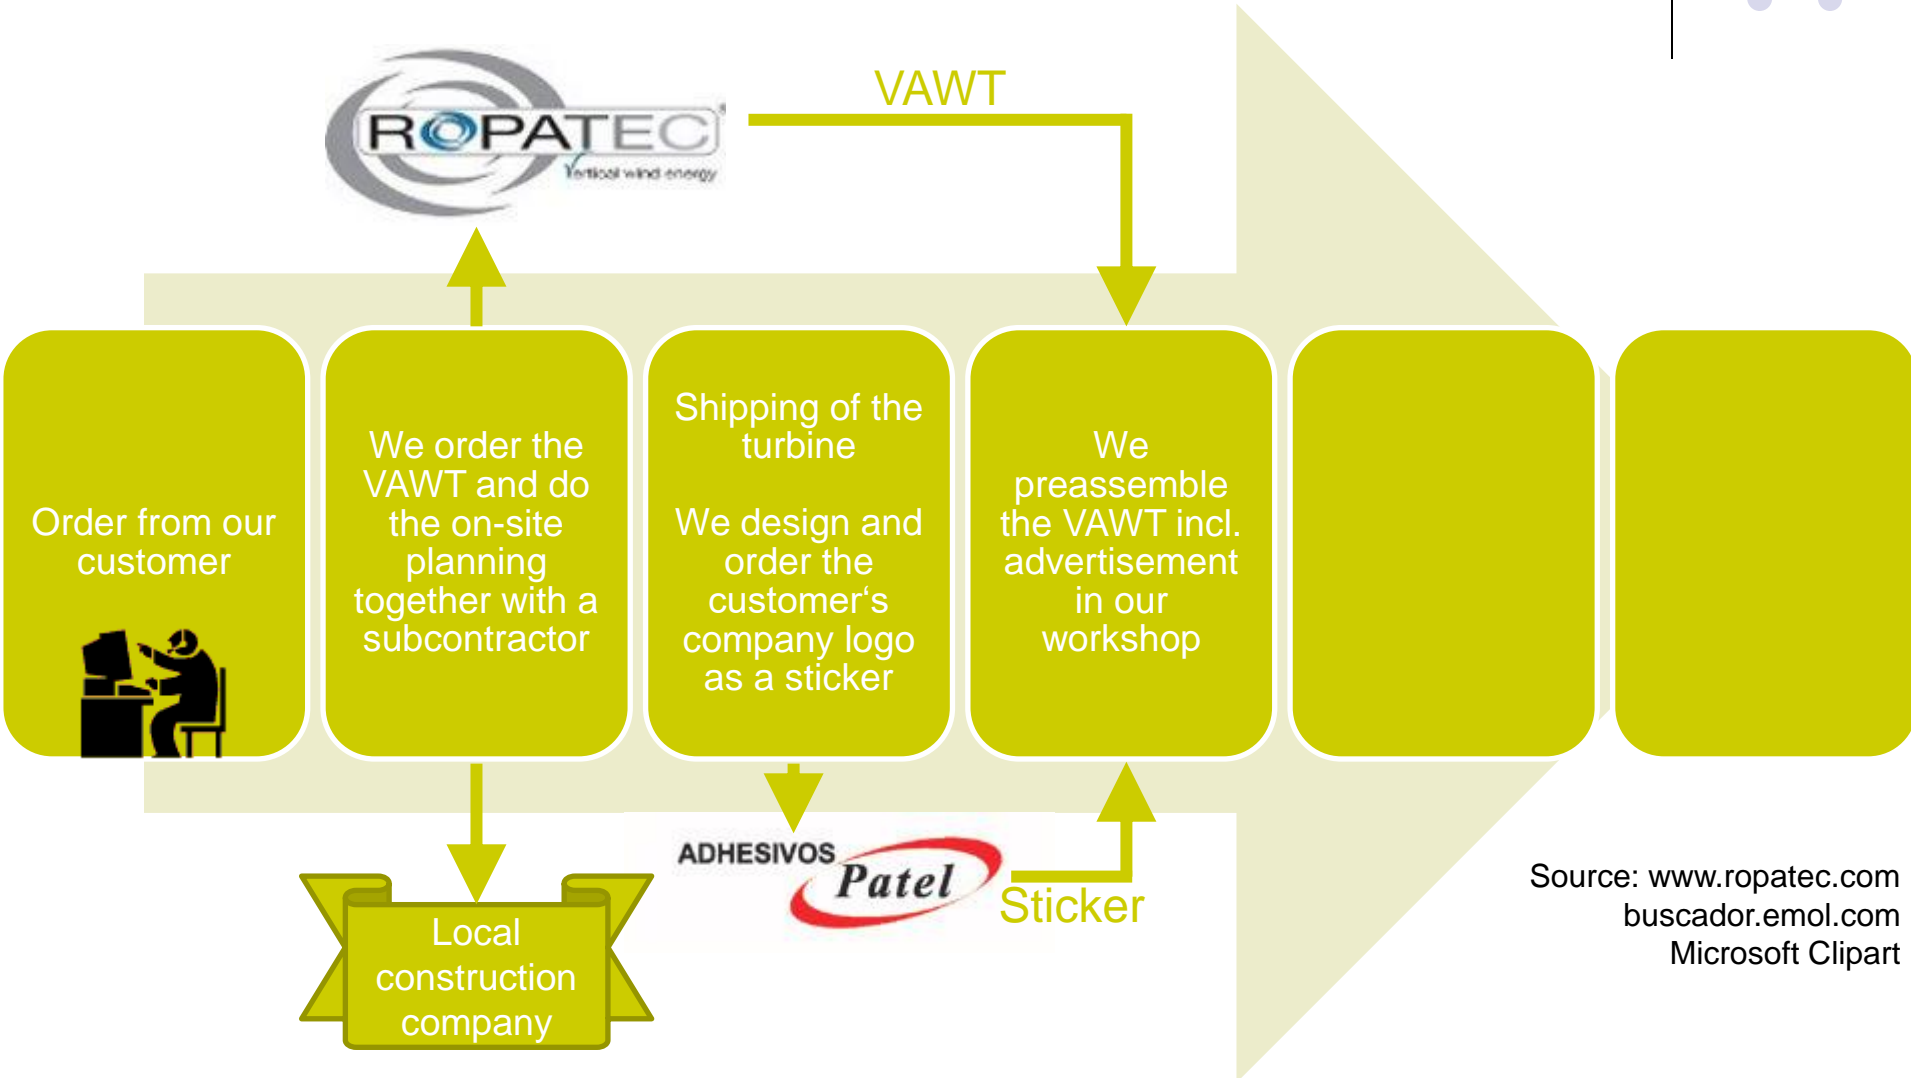 ROPATEC
Vertical wind energy
VAWT
Order from our
customer
We order the
VAWT and do
the on-site
planning
together with a
subcontractor
Shipping of the
turbine
We design and
order the
customer‘s
company logo
as a sticker
We
preassemble
the VAWT incl.
advertisement
in our
workshop
Local
construction
company
ADHESIVOS
Patel
Sticker
Source: www.ropatec.com
buscador.emol.com
Microsoft Clipart